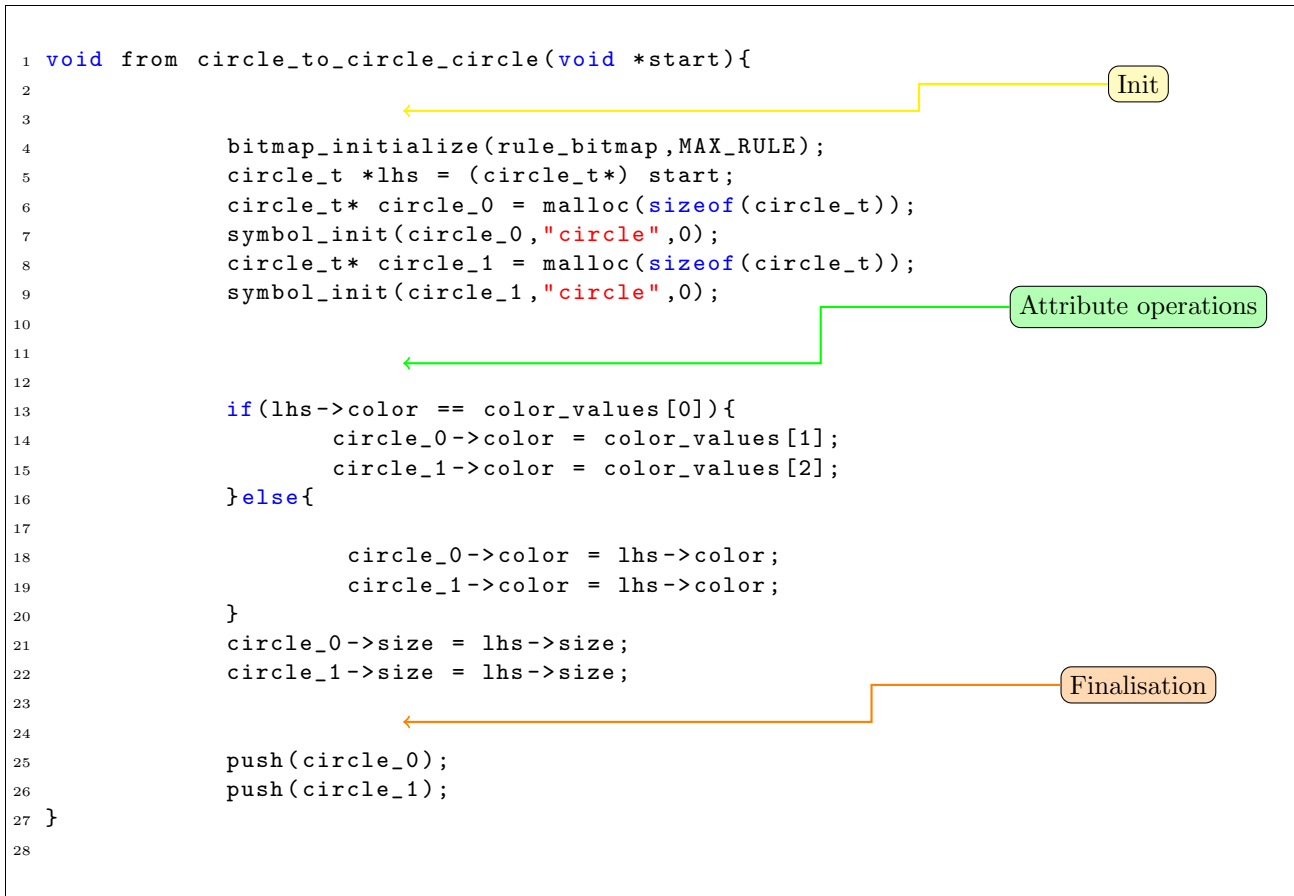 1 void from circle_to_circle_circle(void *start){
Init
2
3
4 bitmap_initialize(rule_bitmap,MAX_RULE);
5 circle_t *lhs = (circle_t*) start;
6 circle_t* circle_0 = malloc(sizeof(circle_t));
7 symbol_init(circle_0,"circle",0);
8 circle_t* circle_1 = malloc(sizeof(circle_t));
9 symbol_init(circle_1,"circle",0);
Attribute operations
10
11
12
13 if(lhs->color == color_values[0]){
14 circle_0->color = color_values[1];
15 circle_1->color = color_values[2];
16 }else{
17
18 circle_0->color = lhs->color;
19 circle_1->color = lhs->color;
20 }
21 circle_0->size = lhs->size;
22 circle_1->size = lhs->size;
Finalisation
23
24
25 push(circle_0);
26 push(circle_1);
27 }
28